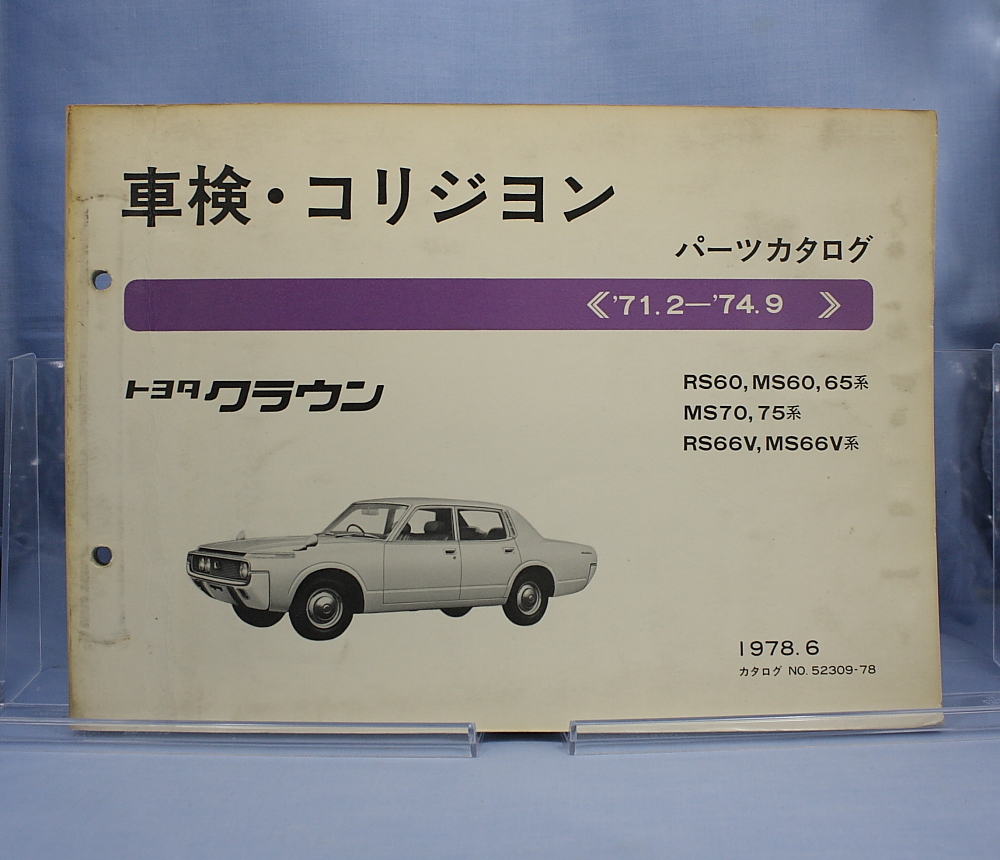 車検・コリジヨン
パーツカタログ
《'71.2—'74.9 》
トヨタ クラウン
RS60, MS60, 65系
MS70, 75系
RS66V, MS66V系
1978.6
カタログ NO. 52309-78